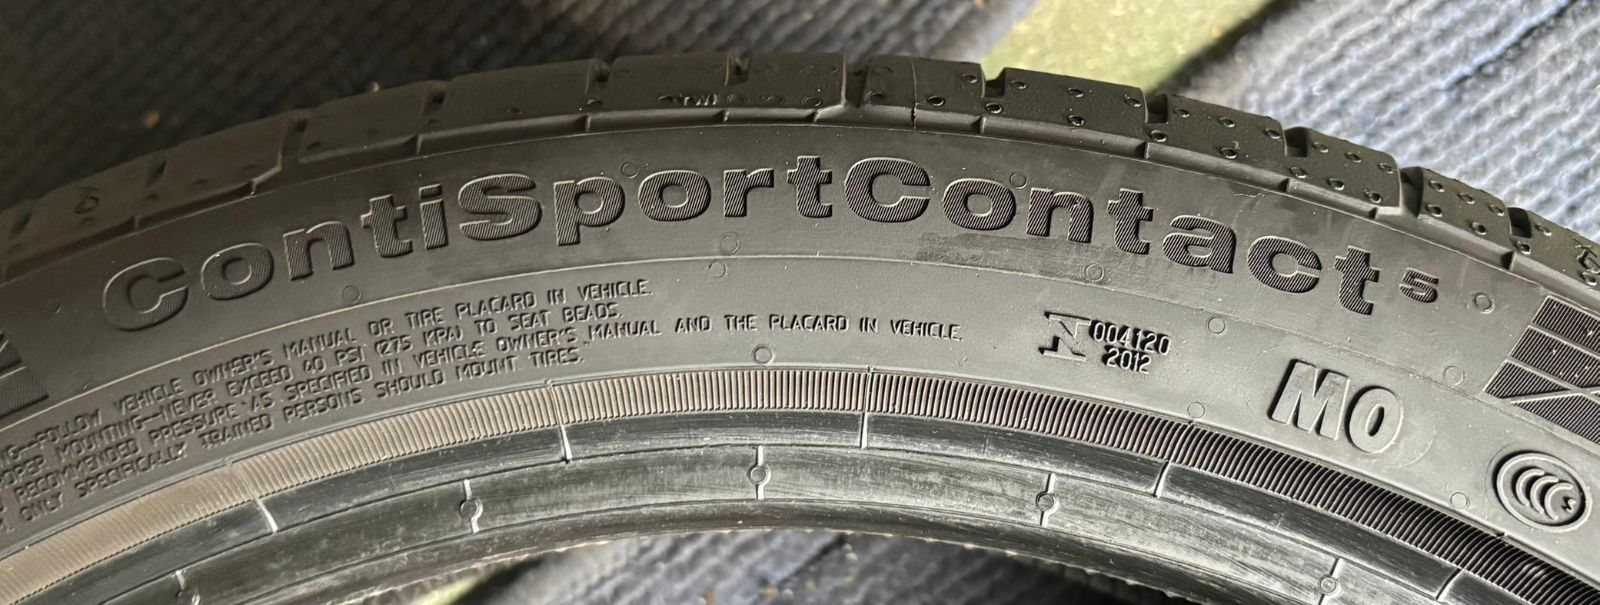 TWI
ContiSportContact 5
FOLLOW VEHICLE OWNER'S MANUAL OR TIRE PLACARD IN VEHICLE.
MOUNTING—NEVER EXCEED 40 PSI (275 KPA) TO SEAT BEADS.
RECOMMENDED PRESSURE AS SPECIFIED IN VEHICLE OWNER'S MANUAL AND THE PLACARD IN VEHICLE.
ONLY SPECIFICALLY TRAINED PERSONS SHOULD MOUNT TIRES.
N 004120
2012
MO
CCC S